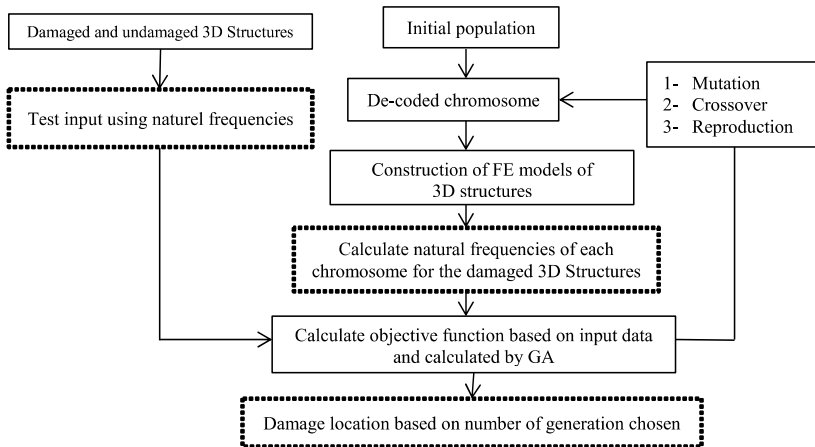 Damaged and undamaged 3D Structures
Initial population
Test input using naturel frequencies
De-coded chromosome
1- Mutation
2- Crossover
3- Reproduction
Construction of FE models of
3D structures
Calculate natural frequencies of each
chromosome for the damaged 3D Structures
Calculate objective function based on input data
and calculated by GA
Damage location based on number of generation chosen